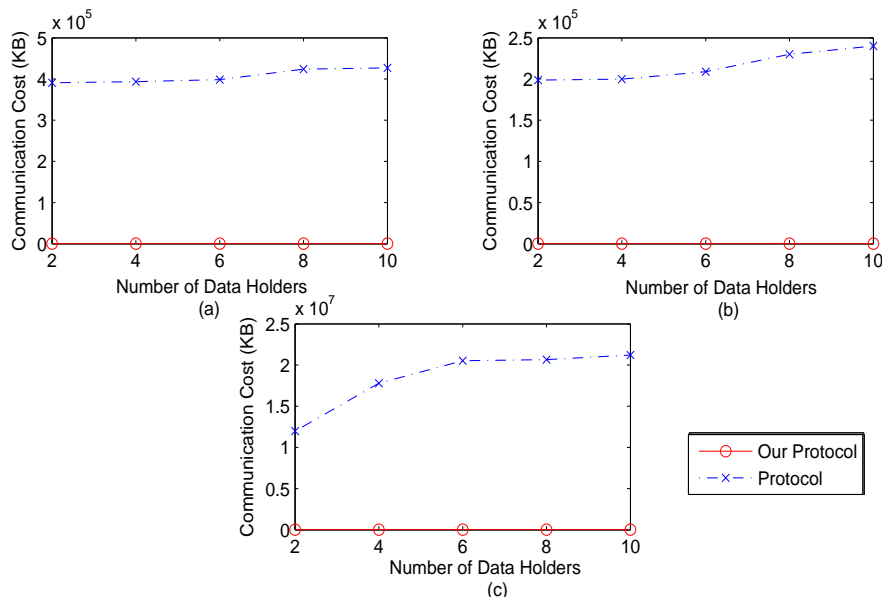 x 10^5
5
4
3
2
1
0
2 4 6 8 10
Communication Cost (KB)
Number of Data Holders
(a)
x 10^5
2.5
2
1.5
1
0.5
0
2 4 6 8 10
Communication Cost (KB)
Number of Data Holders
(b)
x 10^7
2.5
2
1.5
1
0.5
0
2 4 6 8 10
Communication Cost (KB)
Number of Data Holders
(c)
Our Protocol
Protocol